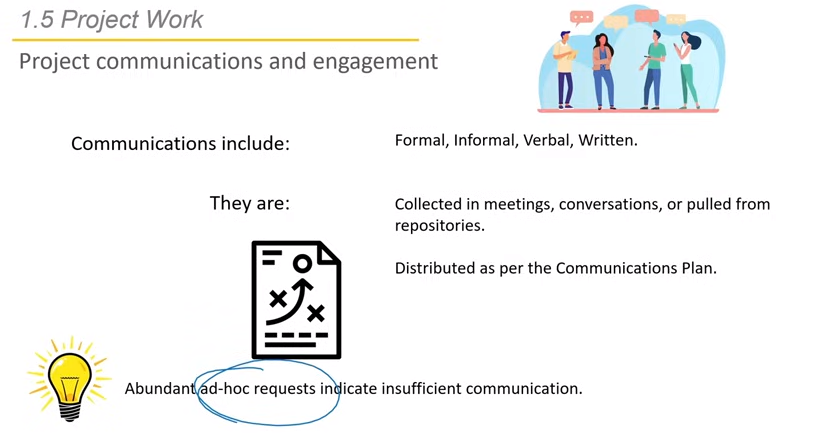 1.5 Project Work
Project communications and engagement
Communications include:
Formal, Informal, Verbal, Written.
They are:
Collected in meetings, conversations, or pulled from
repositories.
Distributed as per the Communications Plan.
Abundant ad-hoc requests indicate insufficient communication.